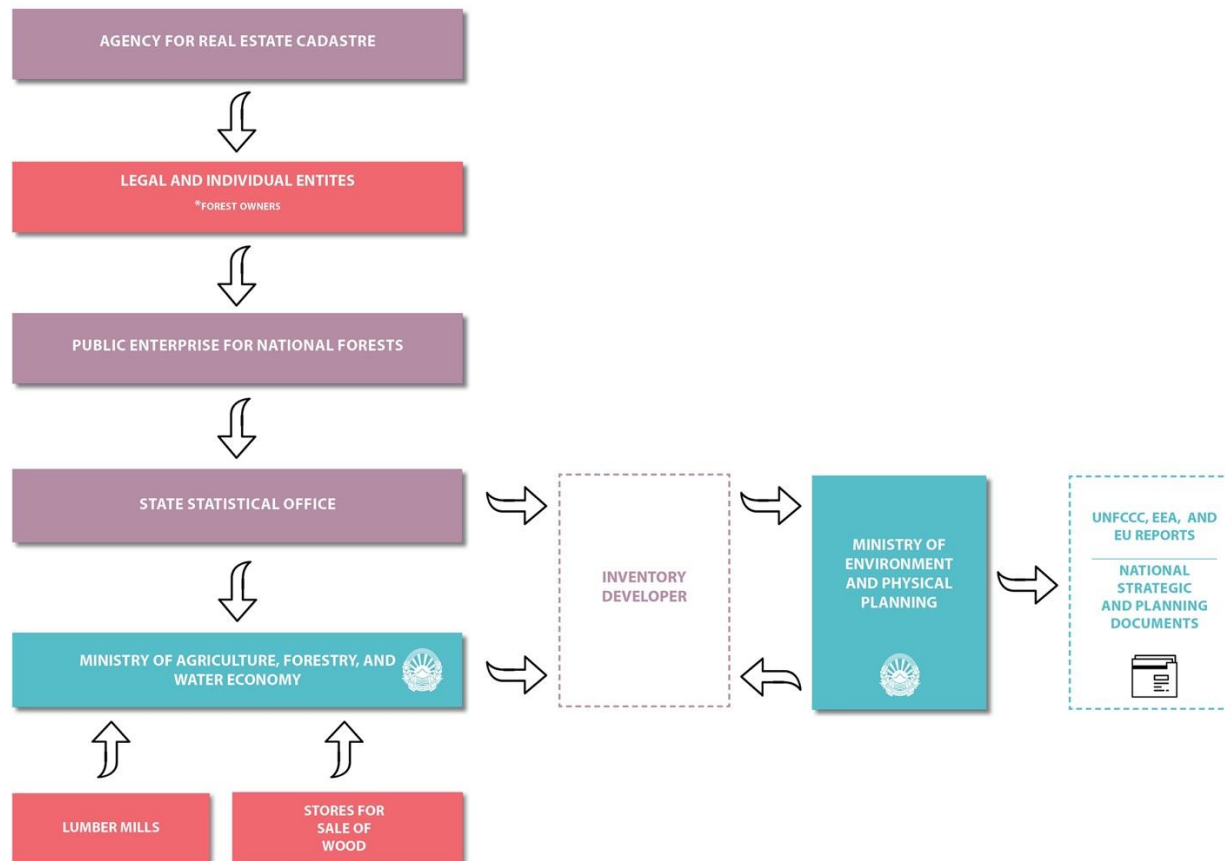 AGENCY FOR REAL ESTATE CADASTRE
LEGAL AND INDIVIDUAL ENTITES
*FOREST OWNERS
PUBLIC ENTERPRISE FOR NATIONAL FORESTS
STATE STATISTICAL OFFICE
MINISTRY OF AGRICULTURE, FORESTRY, AND
WATER ECONOMY
LUMBER MILLS
STORES FOR
SALE OF
WOOD
INVENTORY
DEVELOPER
MINISTRY OF
ENVIRONMENT
AND PHYSICAL
PLANNING
UNFCCC, EEA, AND
EU REPORTS
NATIONAL
STRATEGIC
AND PLANNING
DOCUMENTS